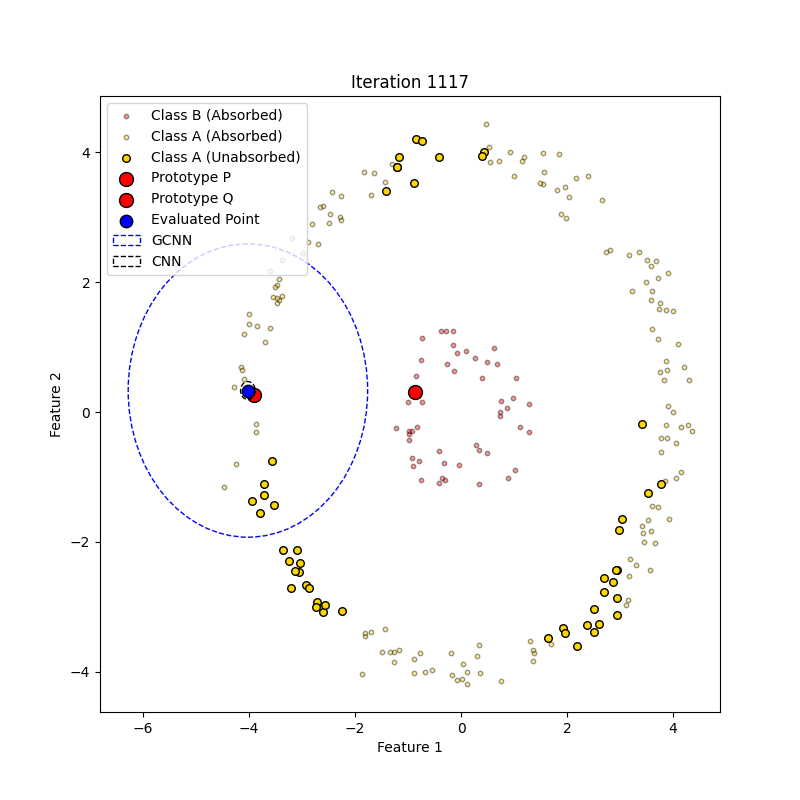 Iteration 1117
Class B (Absorbed)
Class A (Absorbed)
Class A (Unabsorbed)
Prototype P
Prototype Q
Evaluated Point
GCNN
CNN
4
2
0
−2
−4
Feature 2
−6
−4
−2
0
2
4
Feature 1